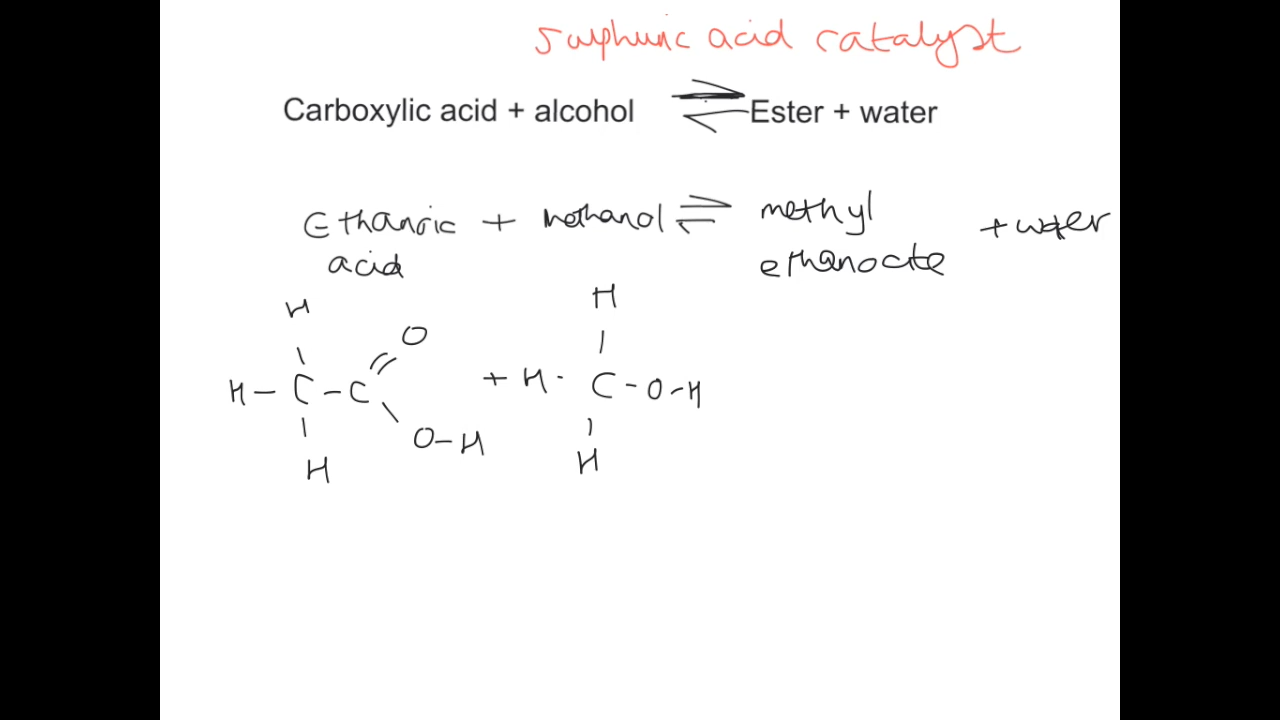 Sulphuric acid catalyst
Carboxylic acid + alcohol ⇌ Ester + water
Ethanoic + methanol ⇌ methyl + water
acid ethanoate
H H
O
H – C – C + H - C - O - H
O – H
H H